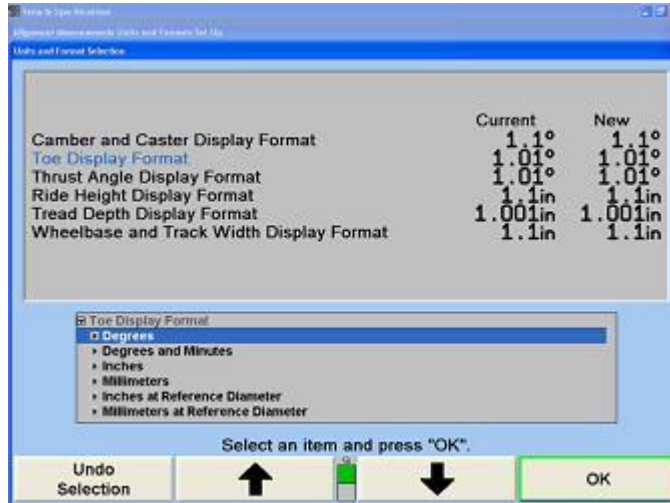 Units and Format Selection
Current New
Camber and Caster Display Format 1.1° 1.1°
Toe Display Format 1.01° 1.01°
Thrust Angle Display Format 1.01° 1.01°
Ride Height Display Format 1.1in 1.1in
Tread Depth Display Format 1.001in 1.001in
Wheelbase and Track Width Display Format 1.1in 1.1in
Toe Display Format
Degrees
Degrees and Minutes
Inches
Millimeters
Inches at Reference Diameter
Millimeters at Reference Diameter
Select an item and press "OK".
Undo
Selection
OK